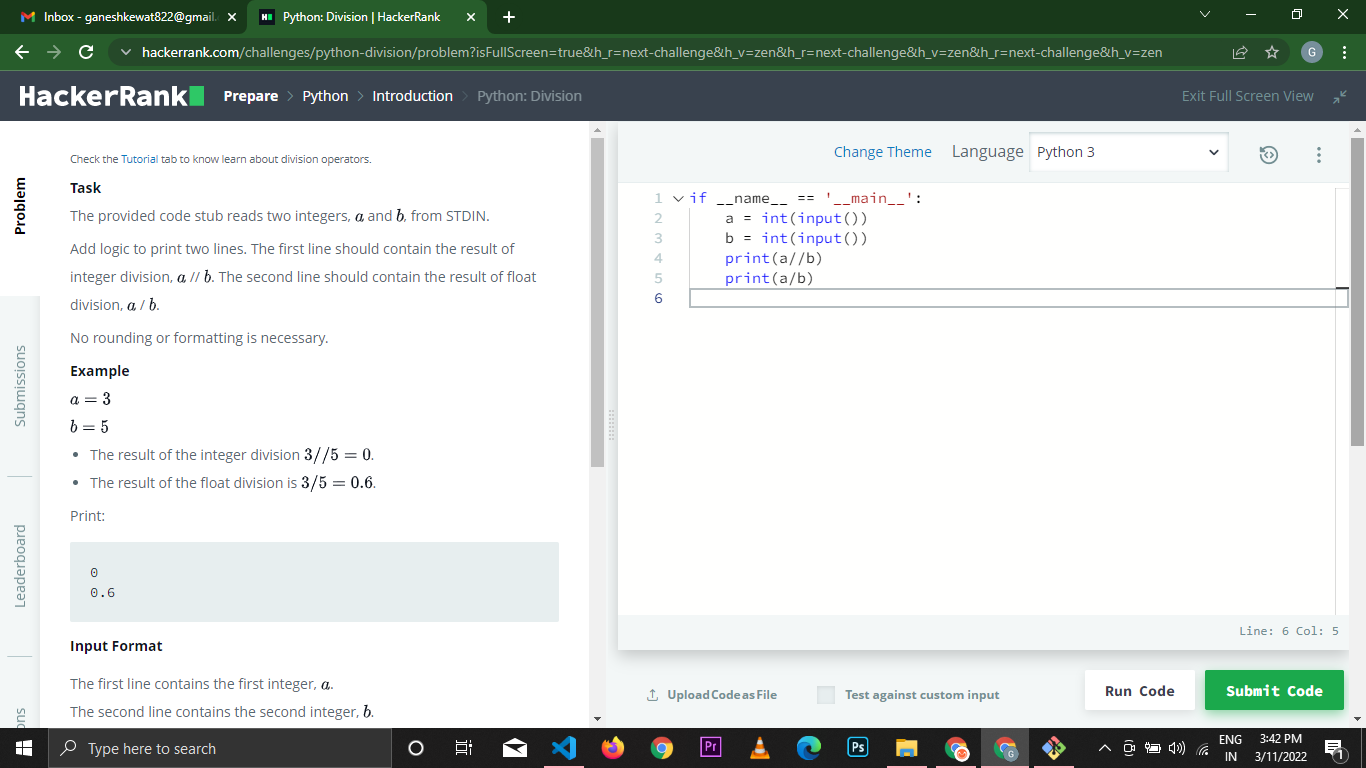 Inbox - ganeshkewat822@gmail.
Python: Division | HackerRank
hackerrank.com/challenges/python-division/problem?isFullScreen=true&h_r=next-challenge&h_v=zen&h_r=next-challenge&h_v=zen&h_r=next-challenge&h_v=zen
G
HackerRank
Prepare > Python > Introduction > Python: Division
Exit Full Screen View
Problem
Submissions
Leaderboard
ons
Check the Tutorial tab to know learn about division operators.
Task
The provided code stub reads two integers, a and b, from STDIN.
Add logic to print two lines. The first line should contain the result of
integer division, a // b. The second line should contain the result of float
division, a / b.
No rounding or formatting is necessary.
Example
a = 3
b = 5
• The result of the integer division 3//5 = 0.
• The result of the float division is 3/5 = 0.6.
Print:
0
0.6
Input Format
The first line contains the first integer, a.
The second line contains the second integer, b.
Change Theme
Language
Python 3
1 if __name__ == '__main__':
2 a = int(input())
3 b = int(input())
4 print(a//b)
5 print(a/b)
6
Line: 6 Col: 5
Upload Code as File
Test against custom input
Run Code
Submit Code
Type here to search
Pr
Ps
G
ENG
IN
3:42 PM
3/11/2022
1